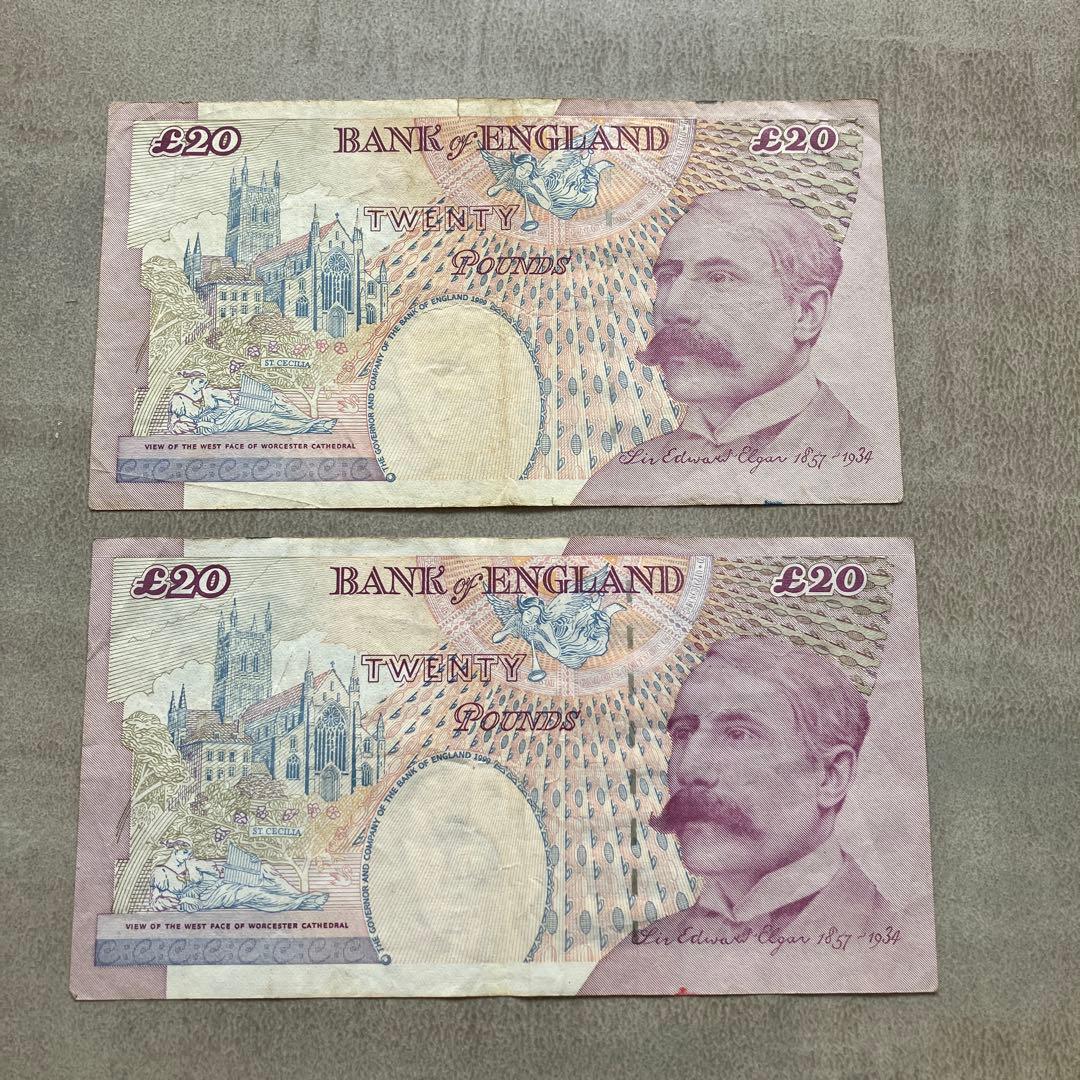 £20 BANK of ENGLAND £20
TWENTY
POUNDS
THE GOVERNOR AND COMPANY OF THE BANK OF ENGLAND 1999
ST. CECILIA
VIEW OF THE WEST FACE OF WORCESTER CATHEDRAL
Sir Edward Elgar 1857-1934
£20 BANK of ENGLAND £20
TWENTY
POUNDS
THE GOVERNOR AND COMPANY OF THE BANK OF ENGLAND 1999
ST CECILIA
VIEW OF THE WEST FACE OF WORCESTER CATHEDRAL
Sir Edward Elgar 1857-1934